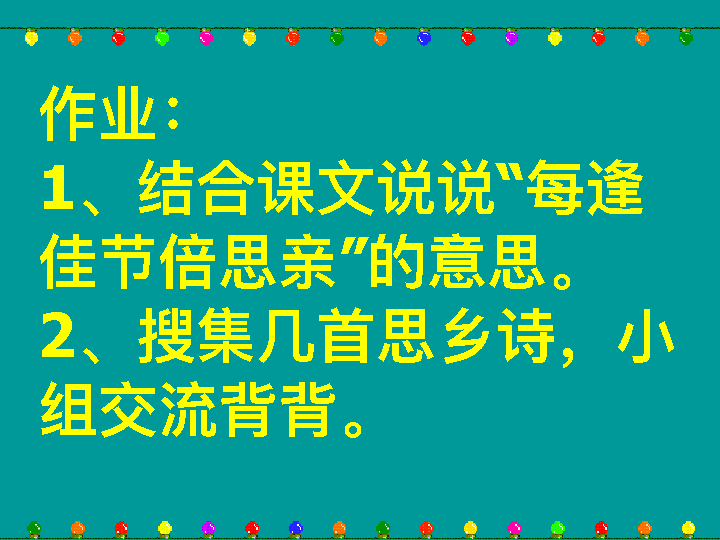 作业：
1、结合课文说说“每逢
佳节倍思亲”的意思。
2、搜集几首思乡诗，小
组交流背背。